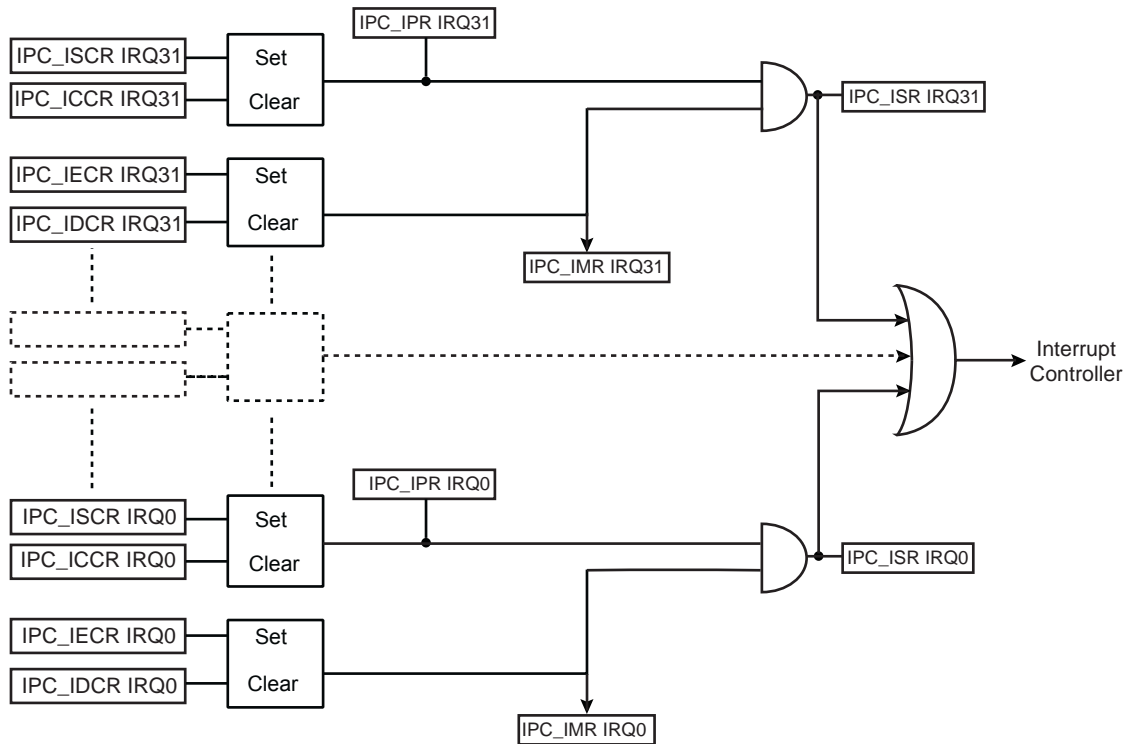 IPC_IPR IRQ31
IPC_ISCR IRQ31
Set
IPC_ICCR IRQ31
Clear
IPC_ISR IRQ31
IPC_IECR IRQ31
Set
IPC_IDCR IRQ31
Clear
IPC_IMR IRQ31
Interrupt
Controller
IPC_IPR IRQ0
IPC_ISCR IRQ0
Set
IPC_ICCR IRQ0
Clear
IPC_ISR IRQ0
IPC_IECR IRQ0
Set
IPC_IDCR IRQ0
Clear
IPC_IMR IRQ0